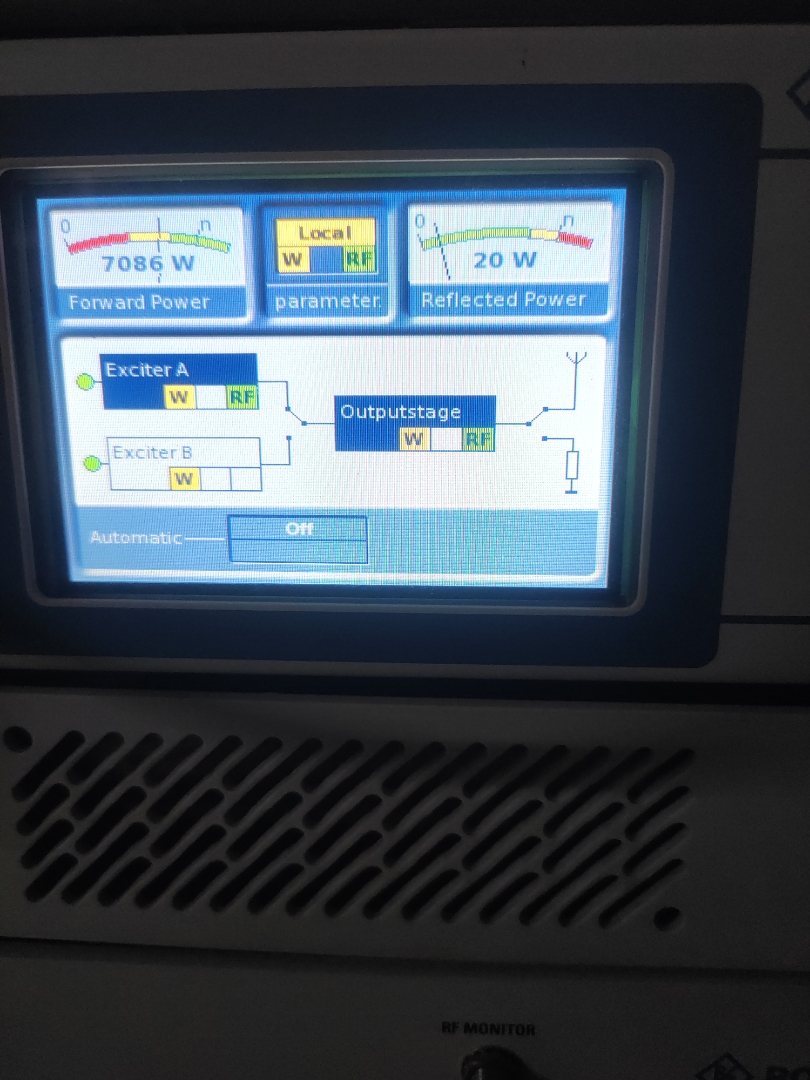 0 n
7086 W
Forward Power
Local
W RF
parameter.
0 n
20 W
Reflected Power
Exciter A
W RF
Outputstage
W RF
Exciter B
W
Automatic
Off
RF MONITOR